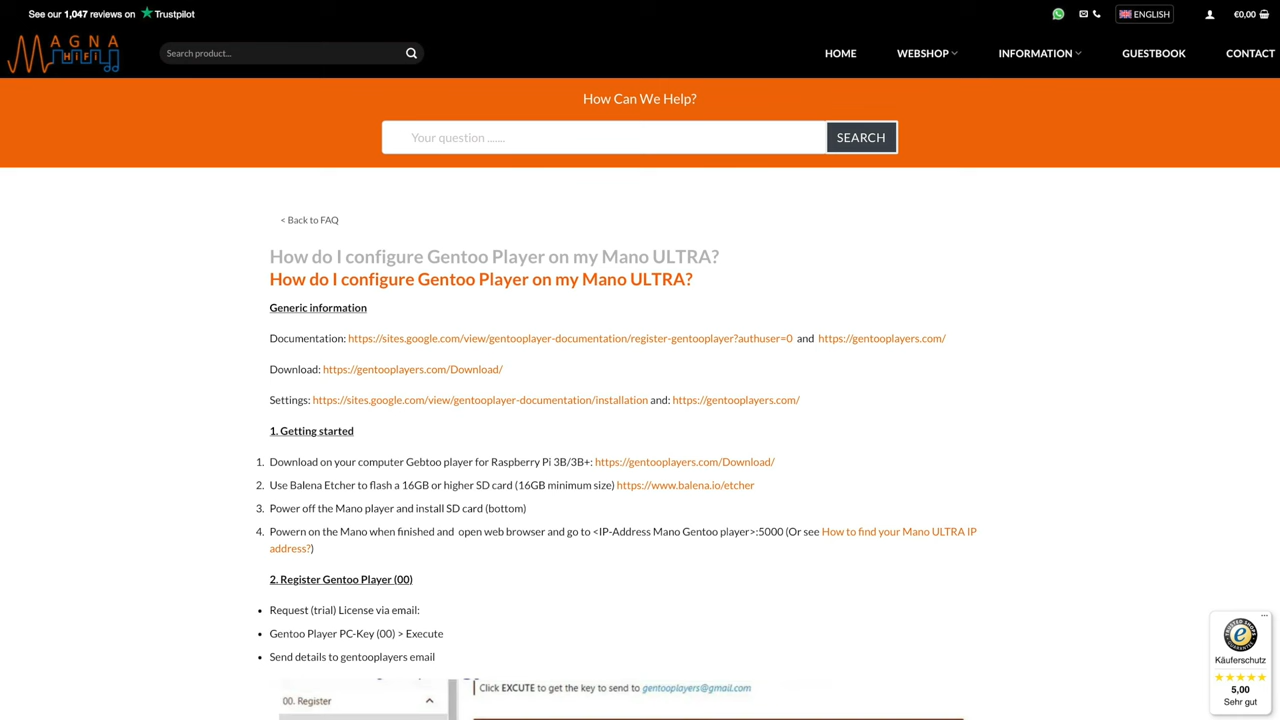 See our 1,047 reviews on Trustpilot
ENGLISH
€0,00
MAGNA
HiFi
Search product...
HOME
WEBSHOP
INFORMATION
GUESTBOOK
CONTACT
How Can We Help?
Your question .......
SEARCH
< Back to FAQ
How do I configure Gentoo Player on my Mano ULTRA?
How do I configure Gentoo Player on my Mano ULTRA?
Generic information
Documentation: https://sites.google.com/view/gentooplayer-documentation/register-gentooplayer?authuser=0 and https://gentooplayers.com/
Download: https://gentooplayers.com/Download/
Settings: https://sites.google.com/view/gentooplayer-documentation/installation and: https://gentooplayers.com/
1. Getting started
1. Download on your computer Gebtoo player for Raspberry Pi 3B/3B+: https://gentooplayers.com/Download/
2. Use Balena Etcher to flash a 16GB or higher SD card (16GB minimum size) https://www.balena.io/etcher
3. Power off the Mano player and install SD card (bottom)
4. Powern on the Mano when finished and open web browser and go to <IP-Address Mano Gentoo player>:5000 (Or see How to find your Mano ULTRA IP
address?)
2. Register Gentoo Player (00)
• Request (trial) License via email:
• Gentoo Player PC-Key (00) > Execute
• Send details to gentooplayers email
00. Register
Click EXCUTE to get the key to send to gentooplayers@gmail.com
TRUSTED SHOPS
GUARANTEE
Käuferschutz
5,00
Sehr gut